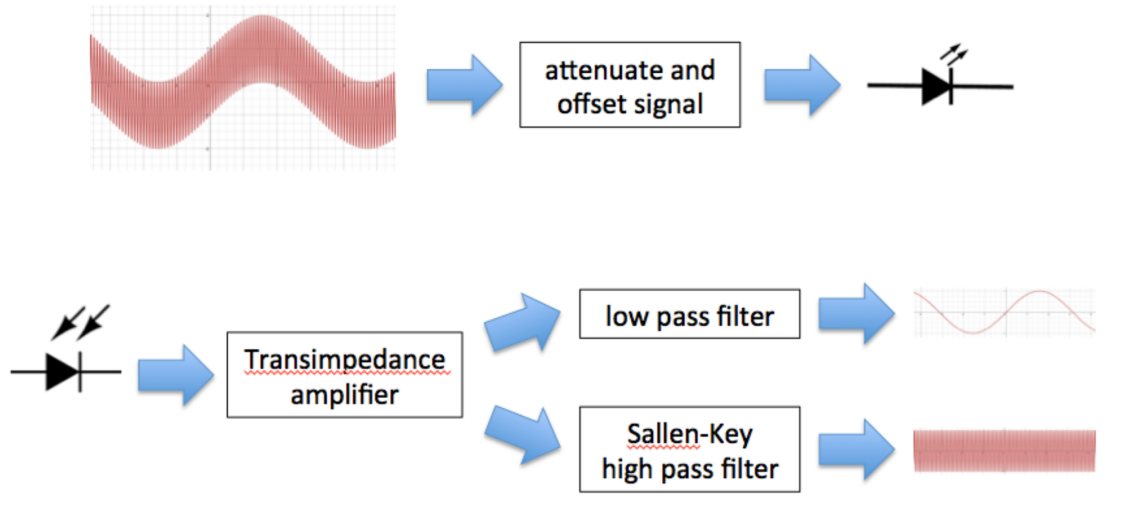 attenuate and
offset signal
low pass filter
Transimpedance
amplifier
Sallen-Key
high pass filter